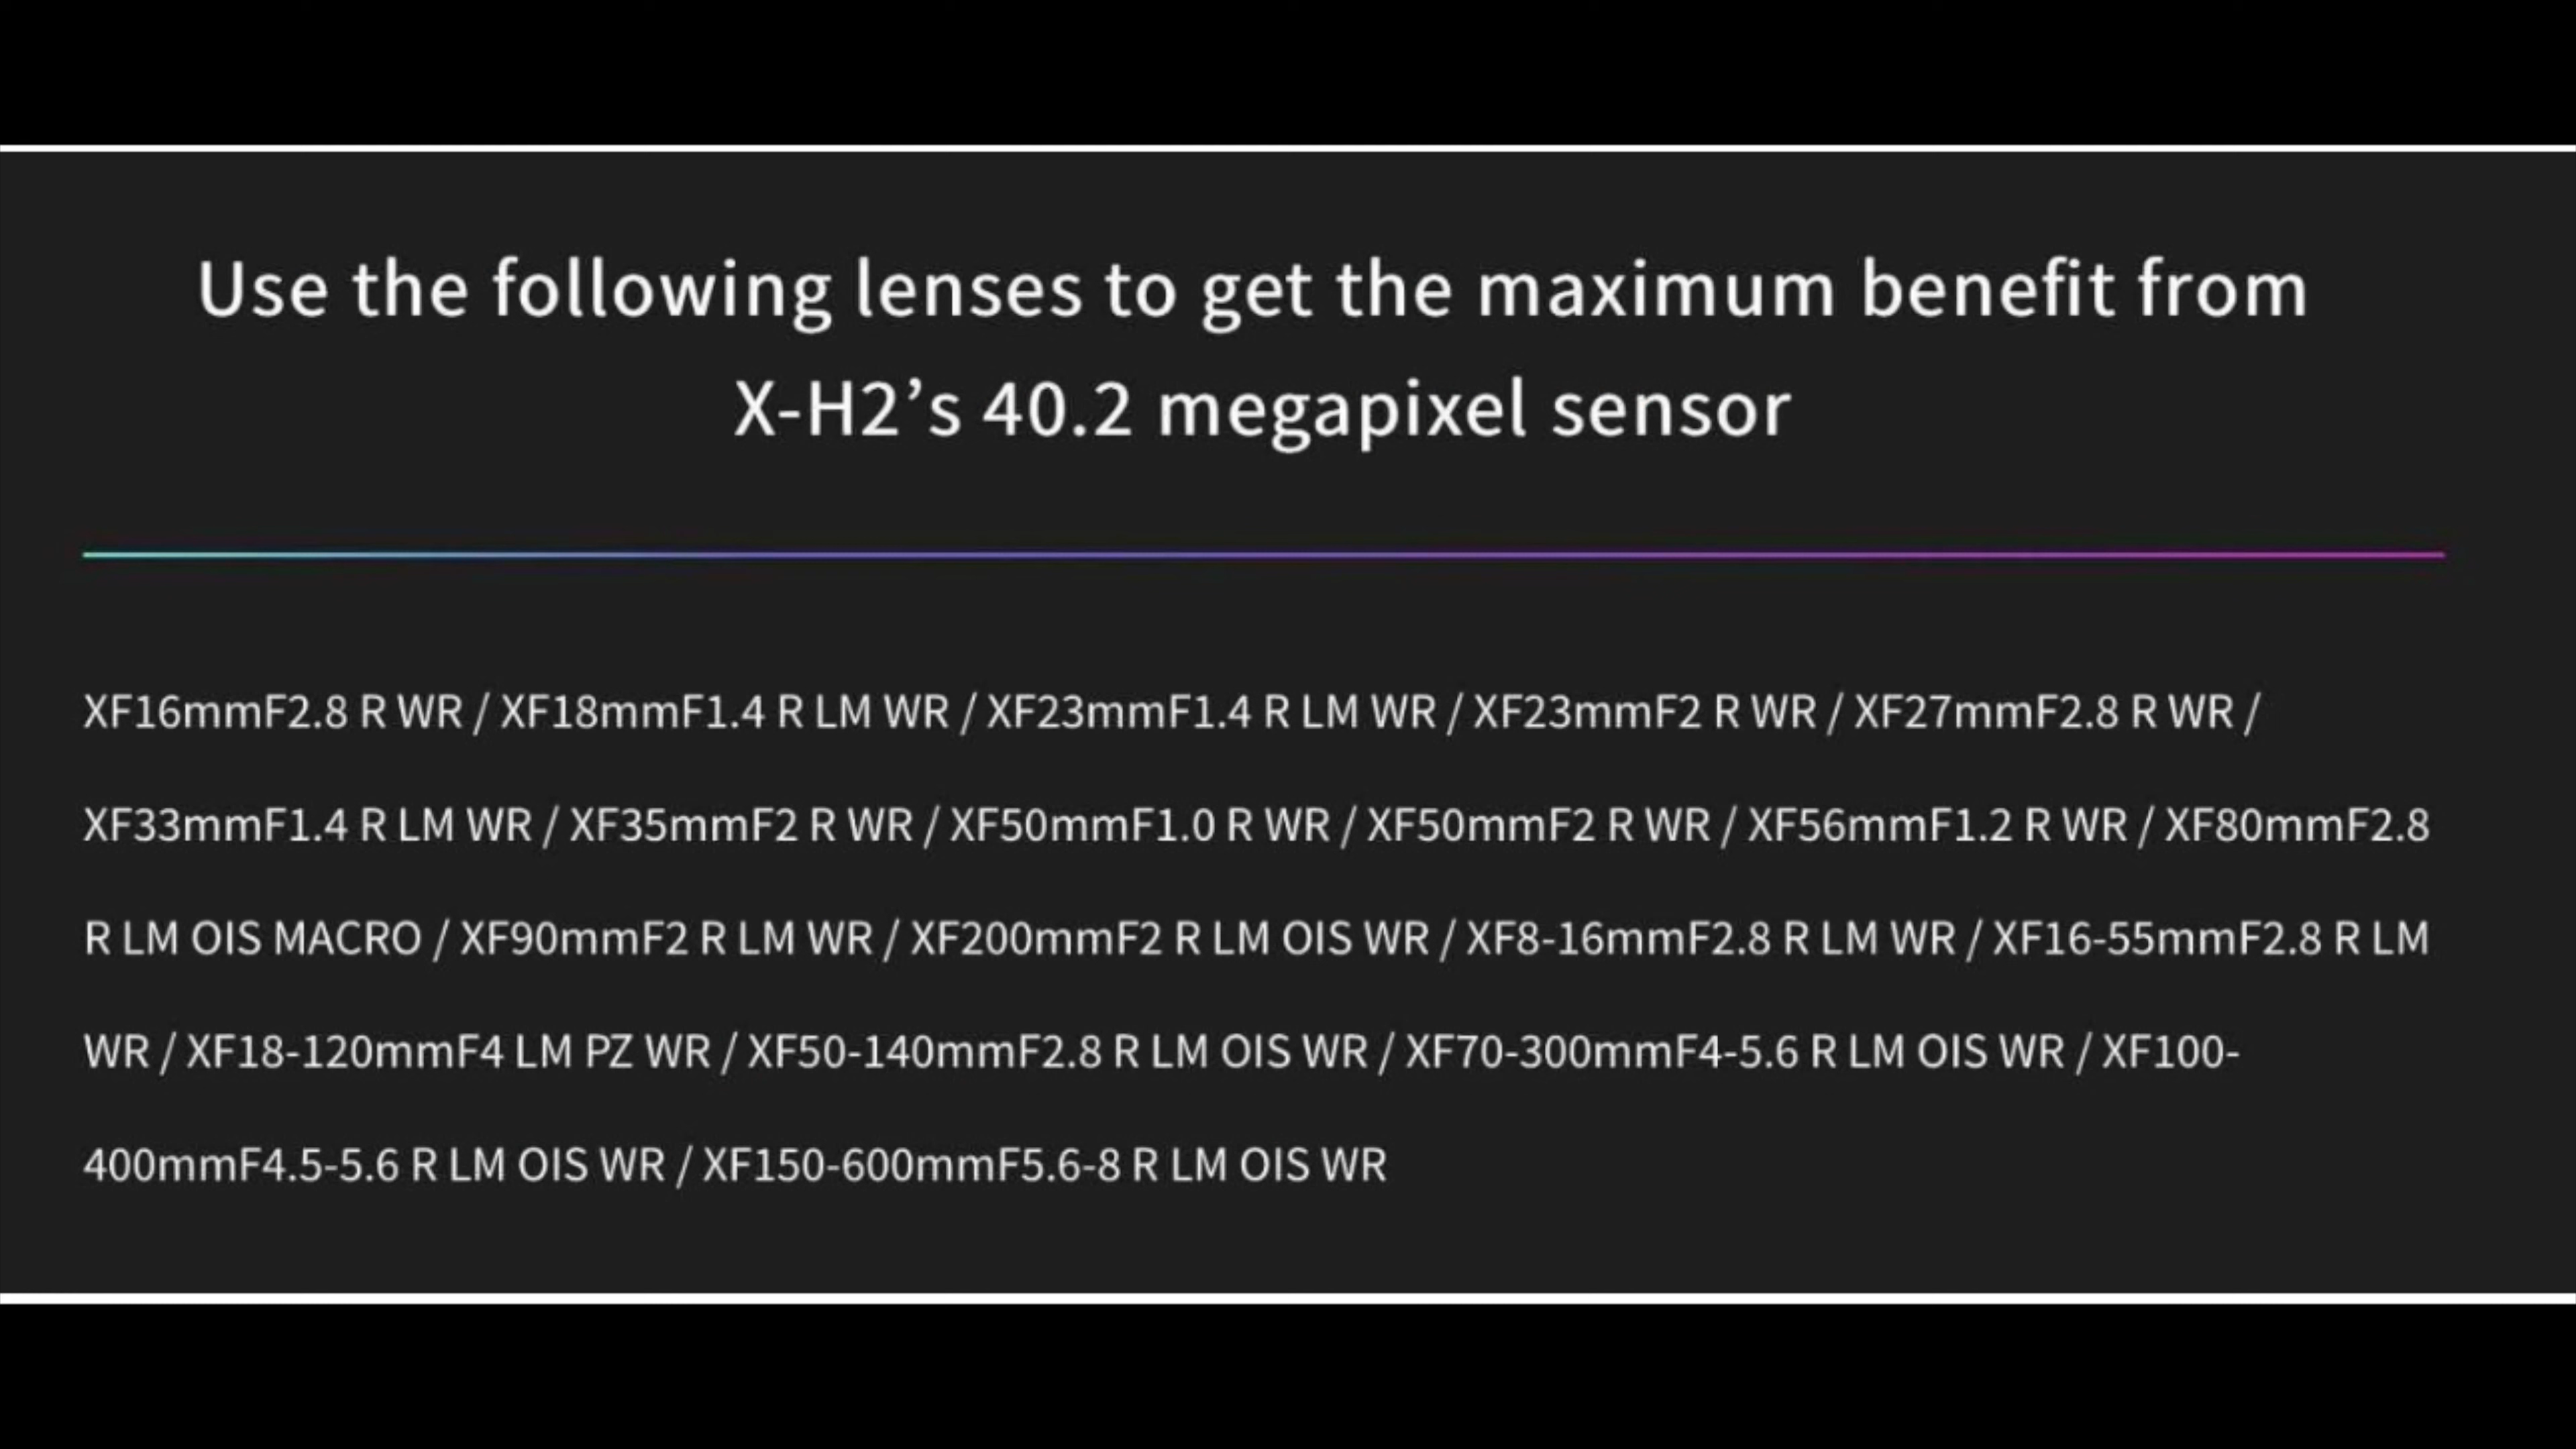 Use the following lenses to get the maximum benefit from
X-H2’s 40.2 megapixel sensor
XF16mmF2.8 R WR / XF18mmF1.4 R LM WR / XF23mmF1.4 R LM WR / XF23mmF2 R WR / XF27mmF2.8 R WR /
XF33mmF1.4 R LM WR / XF35mmF2 R WR / XF50mmF1.0 R WR / XF50mmF2 R WR / XF56mmF1.2 R WR / XF80mmF2.8
R LM OIS MACRO / XF90mmF2 R LM WR / XF200mmF2 R LM OIS WR / XF8-16mmF2.8 R LM WR / XF16-55mmF2.8 R LM
WR / XF18-120mmF4 LM PZ WR / XF50-140mmF2.8 R LM OIS WR / XF70-300mmF4-5.6 R LM OIS WR / XF100-
400mmF4.5-5.6 R LM OIS WR / XF150-600mmF5.6-8 R LM OIS WR